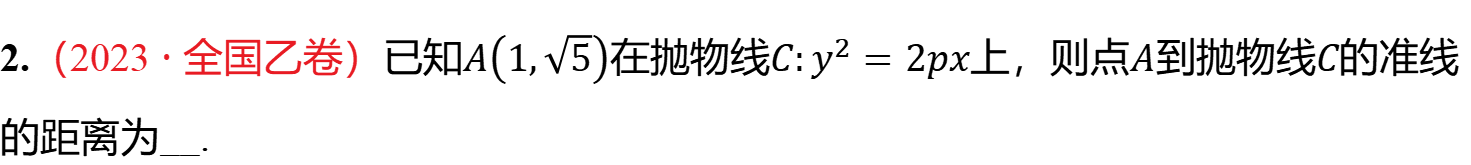 2.（2023 · 全国乙卷）已知A(1,√5)在抛物线C: y² = 2px上，则点A到抛物线C的准线
的距离为__.